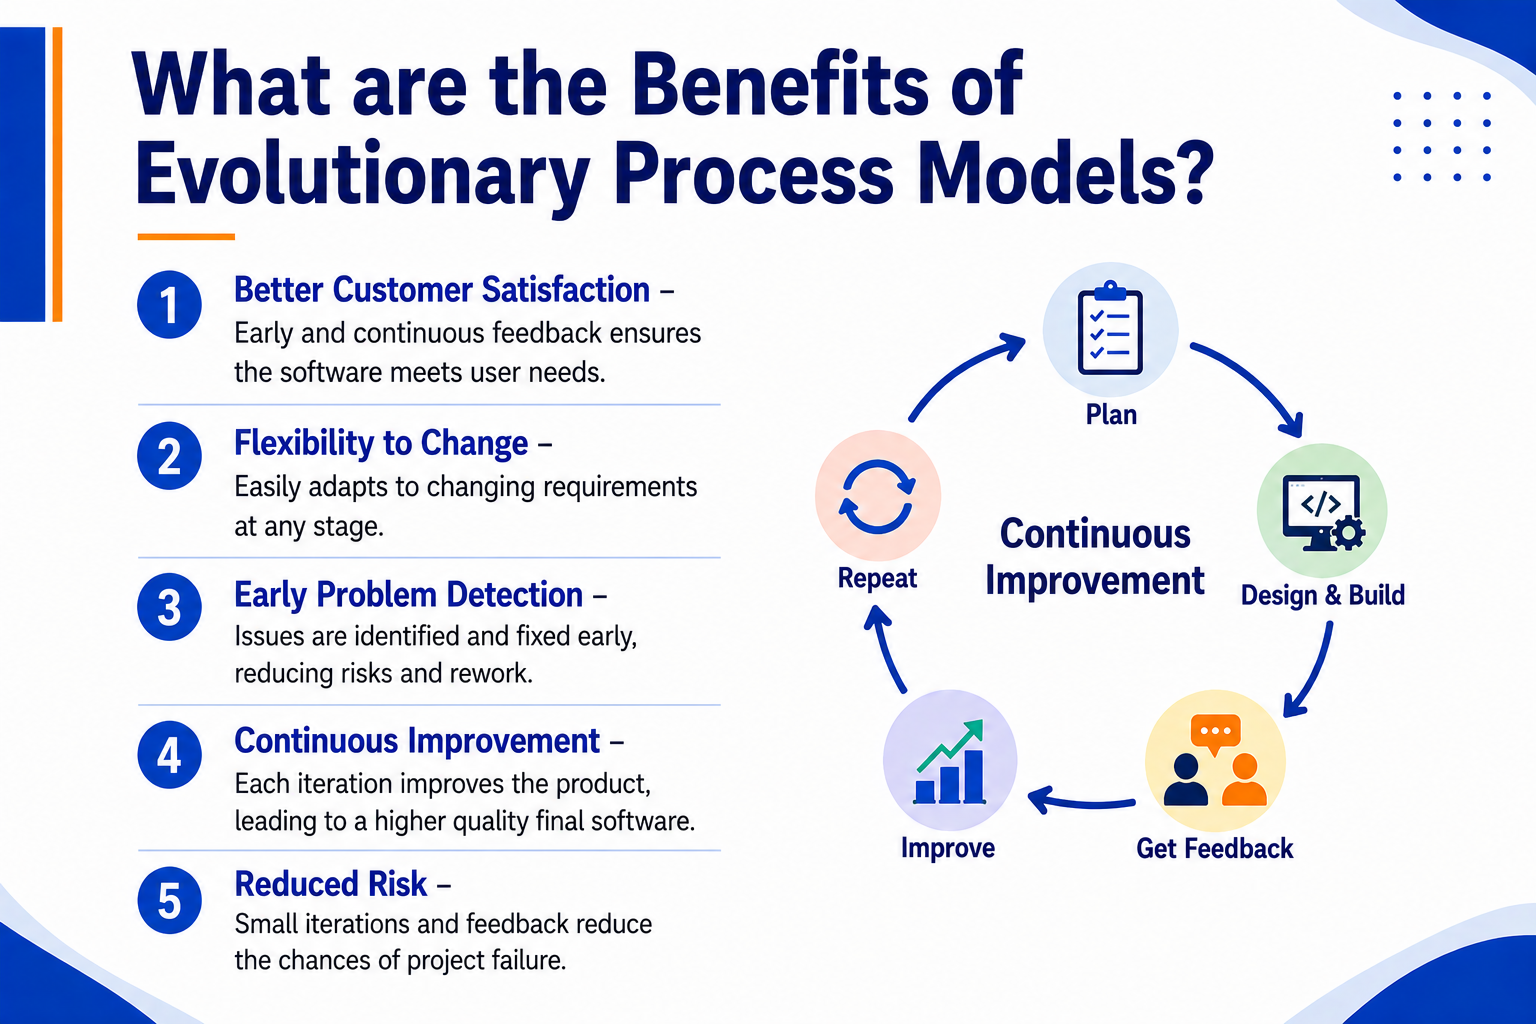 What are the Benefits of
Evolutionary Process Models?
1
Better Customer Satisfaction –
Early and continuous feedback ensures
the software meets user needs.
2
Flexibility to Change –
Easily adapts to changing requirements
at any stage.
3
Early Problem Detection –
Issues are identified and fixed early,
reducing risks and rework.
4
Continuous Improvement –
Each iteration improves the product,
leading to a higher quality final software.
5
Reduced Risk –
Small iterations and feedback reduce
the chances of project failure.
Plan
</>
Design & Build
Get Feedback
Improve
Repeat
Continuous
Improvement